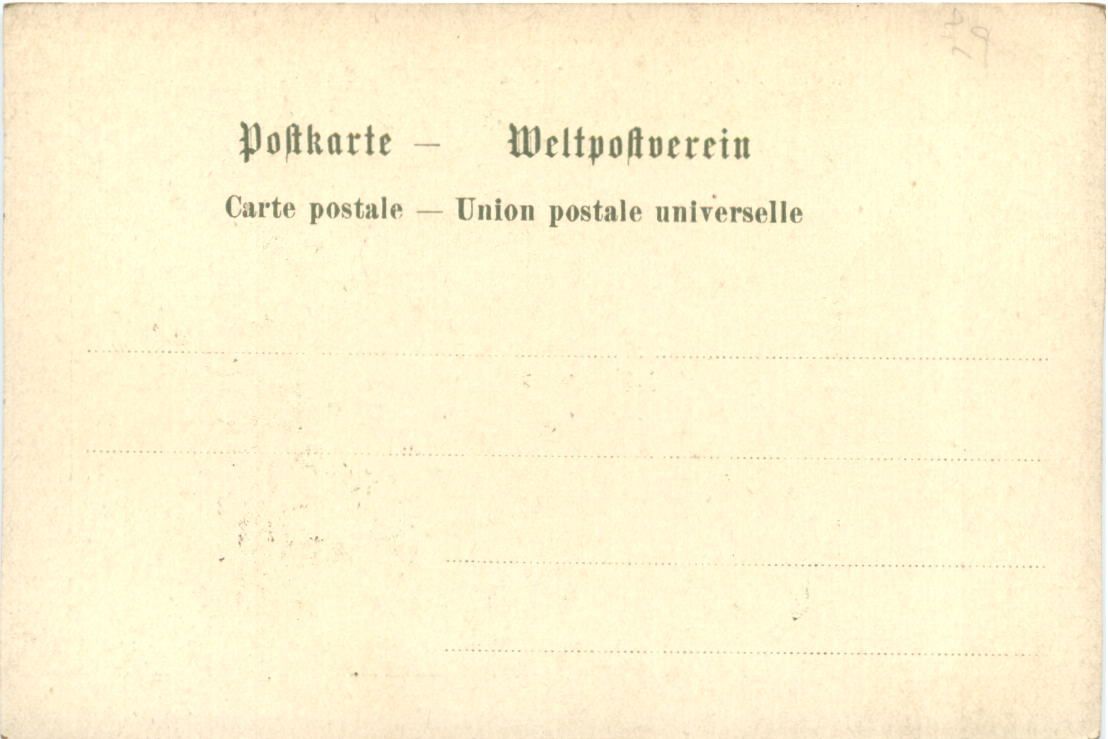 Postkarte — Weltpostverein
Carte postale — Union postale universelle